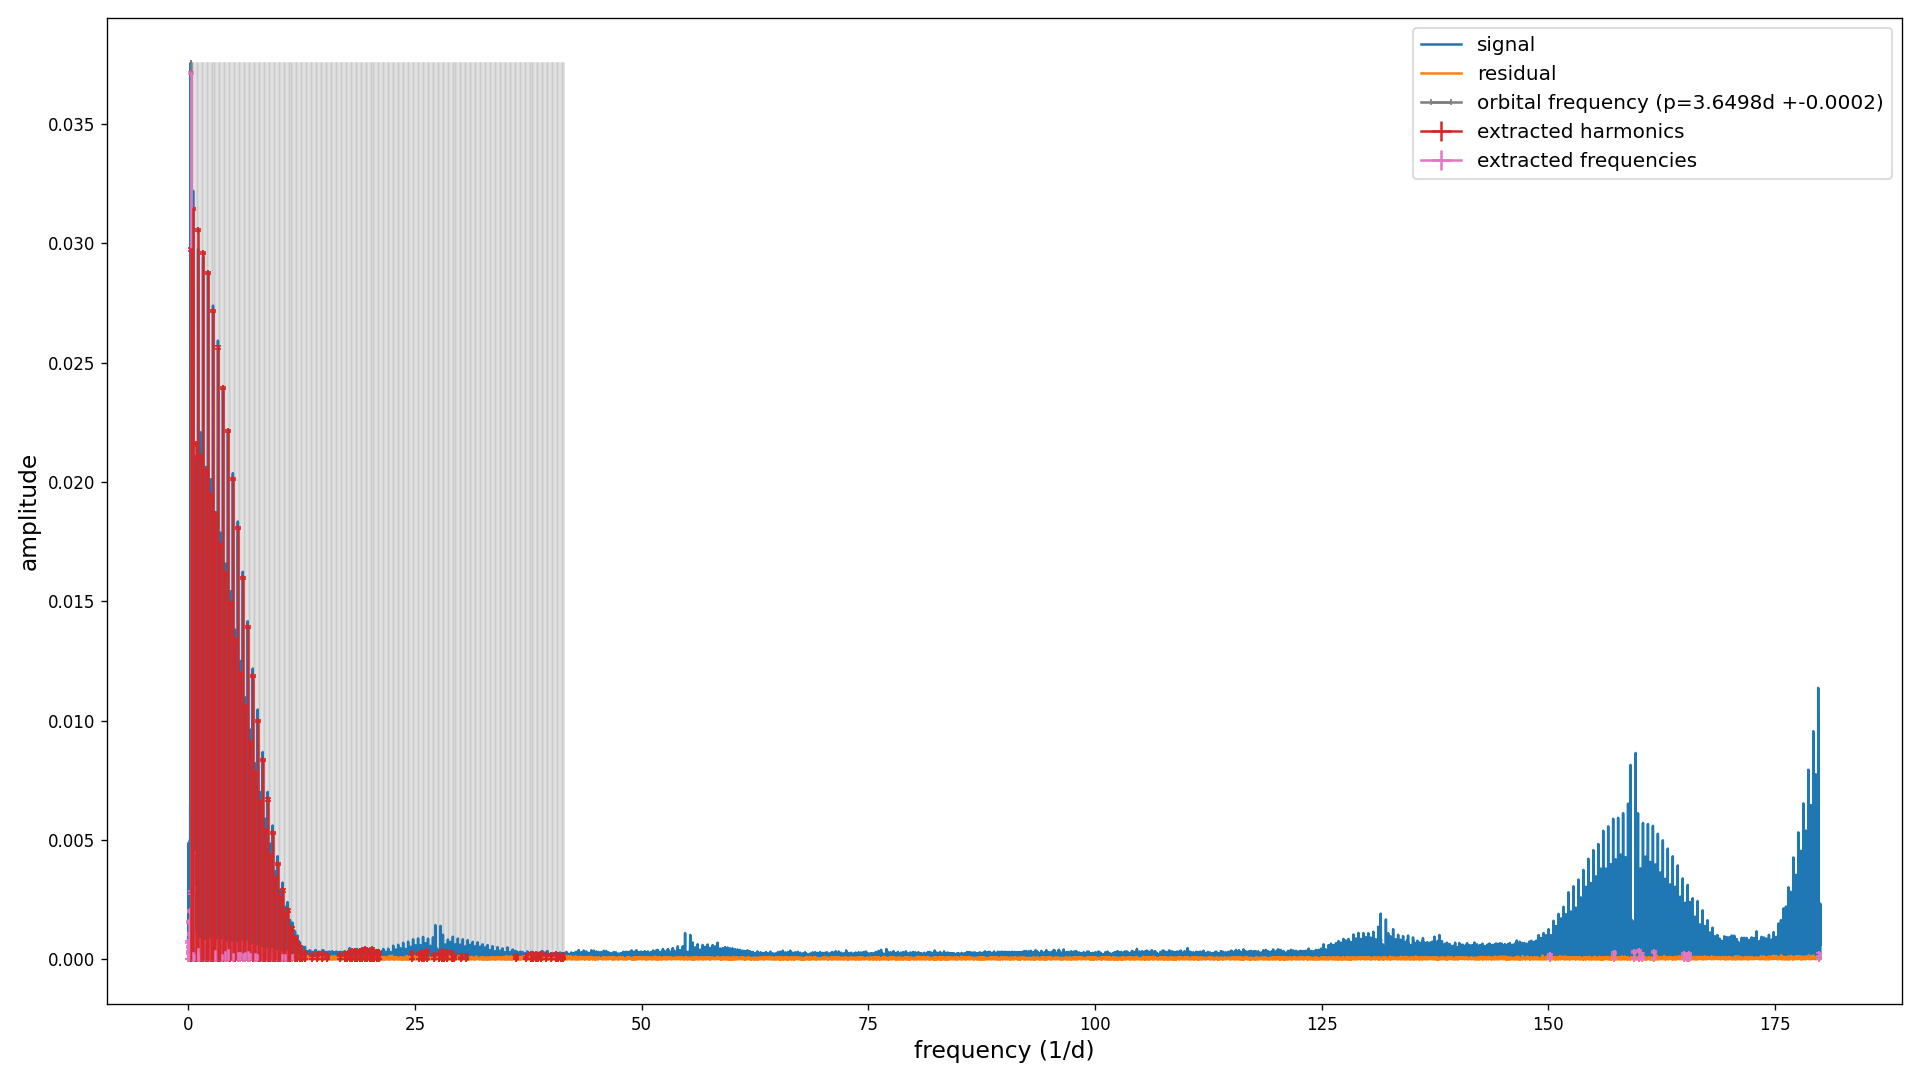 signal
residual
orbital frequency (p=3.6498d +-0.0002)
extracted harmonics
extracted frequencies
0.035
0.030
0.025
0.020
0.015
0.010
0.005
0.000
amplitude
0 25 50 75 100 125 150 175
frequency (1/d)